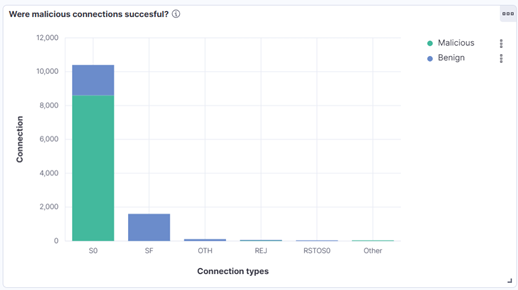 Were malicious connections succesful?
12,000
10,000
8,000
6,000
4,000
2,000
0
Connection
S0 SF OTH REJ RSTOS0 Other
Connection types
Malicious
Benign